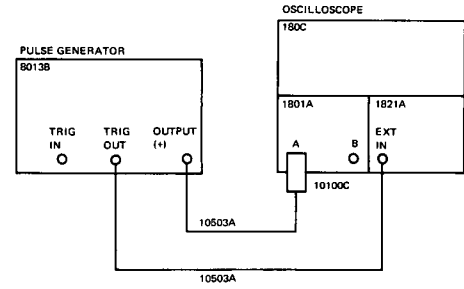 OSCILLOSCOPE
180C
PULSE GENERATOR
8013B
1801A
1821A
TRIG IN
TRIG OUT
OUTPUT (+)
A
B
EXT IN
10100C
10503A
10503A